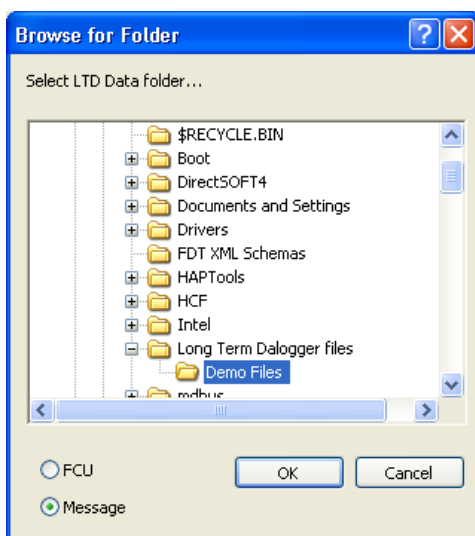 Browse for Folder
Select LTD Data folder...
$RECYCLE.BIN
Boot
DirectSOFT4
Documents and Settings
Drivers
FDT XML Schemas
HAPTools
HCF
Intel
Long Term Dalogger files
Demo Files
mdbus
FCU
OK
Cancel
Message